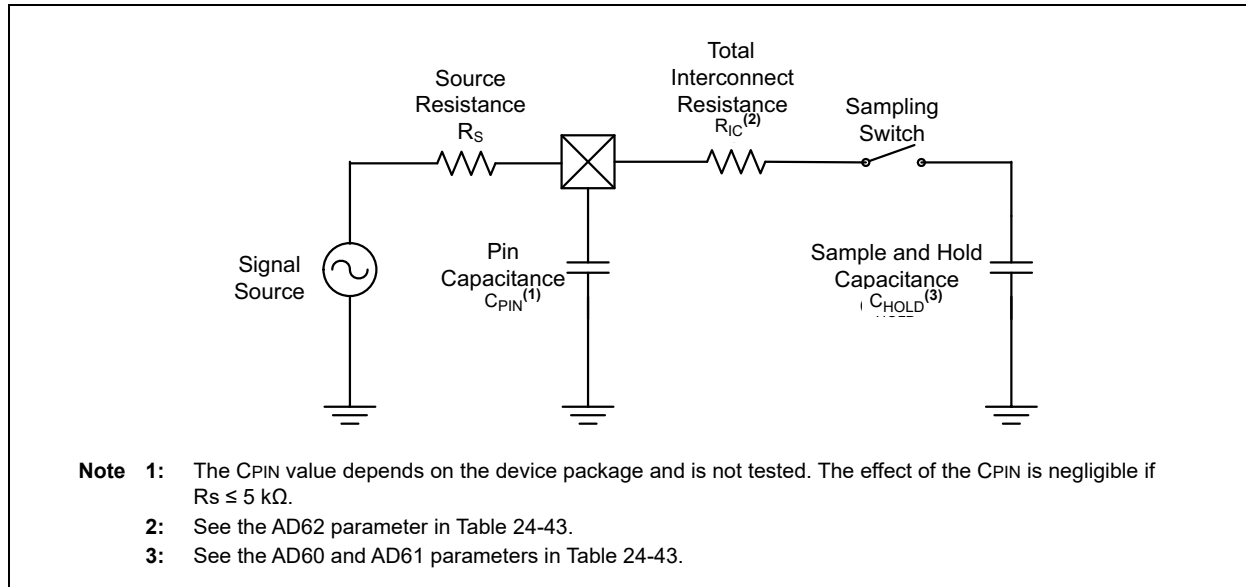 Source
Resistance
RS
Total
Interconnect
Resistance
RIC(2)
Sampling
Switch
Signal
Source
Pin
Capacitance
CPIN(1)
Sample and Hold
Capacitance
CHOLD(3)
Note 1: The CPIN value depends on the device package and is not tested. The effect of the CPIN is negligible if
Rs ≤ 5 kΩ.
2: See the AD62 parameter in Table 24-43.
3: See the AD60 and AD61 parameters in Table 24-43.